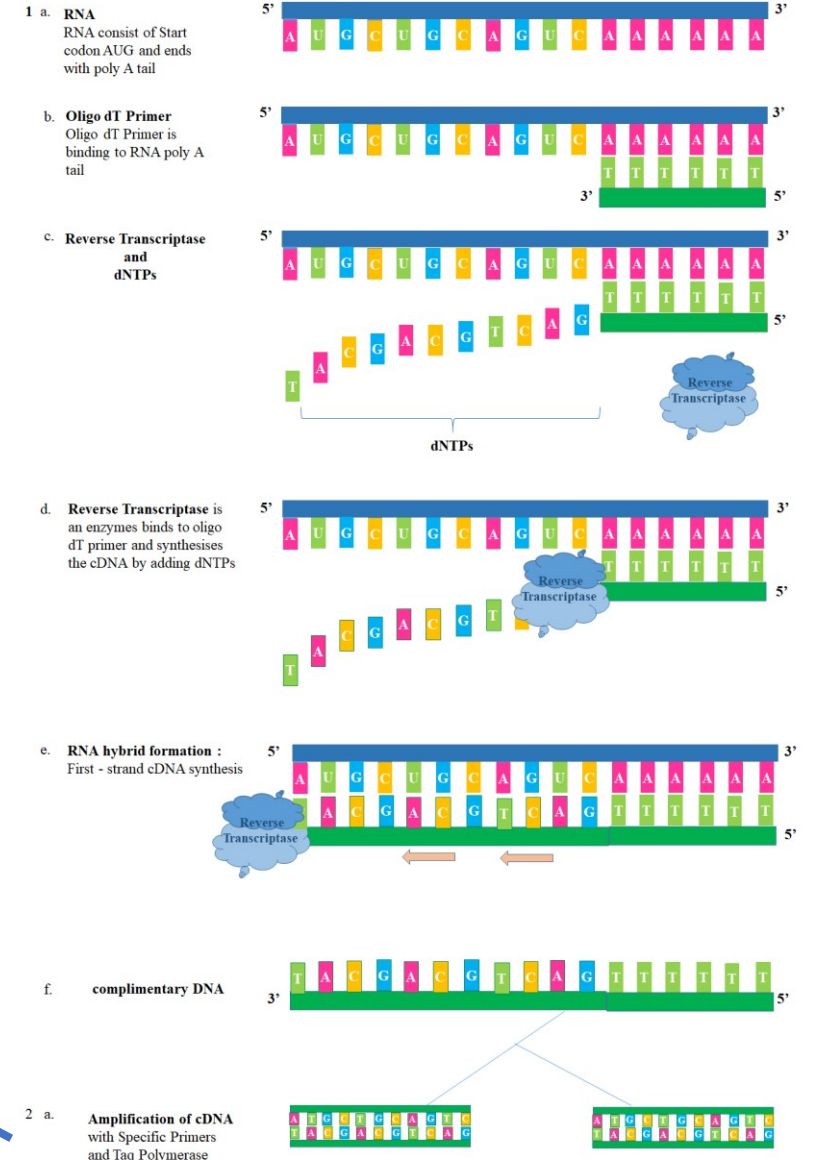 1 a. RNA
RNA consist of Start
codon AUG and ends
with poly A tail
5’ 3’
A U G C U G C A G U C A A A A A A
b. Oligo dT Primer
Oligo dT Primer is
binding to RNA poly A
tail
5’ 3’
A U G C U G C A G U C A A A A A A
T T T T T T
3’ 5’
c. Reverse Transcriptase
and
dNTPs
5’ 3’
A U G C U G C A G U C A A A A A A
T T T T T T
5’
T A C G A C G T C A G
Reverse
Transcriptase
dNTPs
d. Reverse Transcriptase is
an enzymes binds to oligo
dT primer and synthesises
the cDNA by adding dNTPs
5’ 3’
A U G C U G C A G U C A A A A A A
T T T T T T
5’
Reverse
Transcriptase
T A C G A C G T
e. RNA hybrid formation :
First - strand cDNA synthesis
5’ 3’
A U G C U G C A G U C A A A A A A
A C G A C G T C A G T T T T T T
5’
Reverse
Transcriptase
f. complimentary DNA
T A C G A C G T C A G T T T T T T
3’ 5’
2 a. Amplification of cDNA
with Specific Primers
and Taq Polymerase
A T G C T G C A G T C
T A C G A C G T C A G
A T G C T G C A G T C
T A C G A C G T C A G